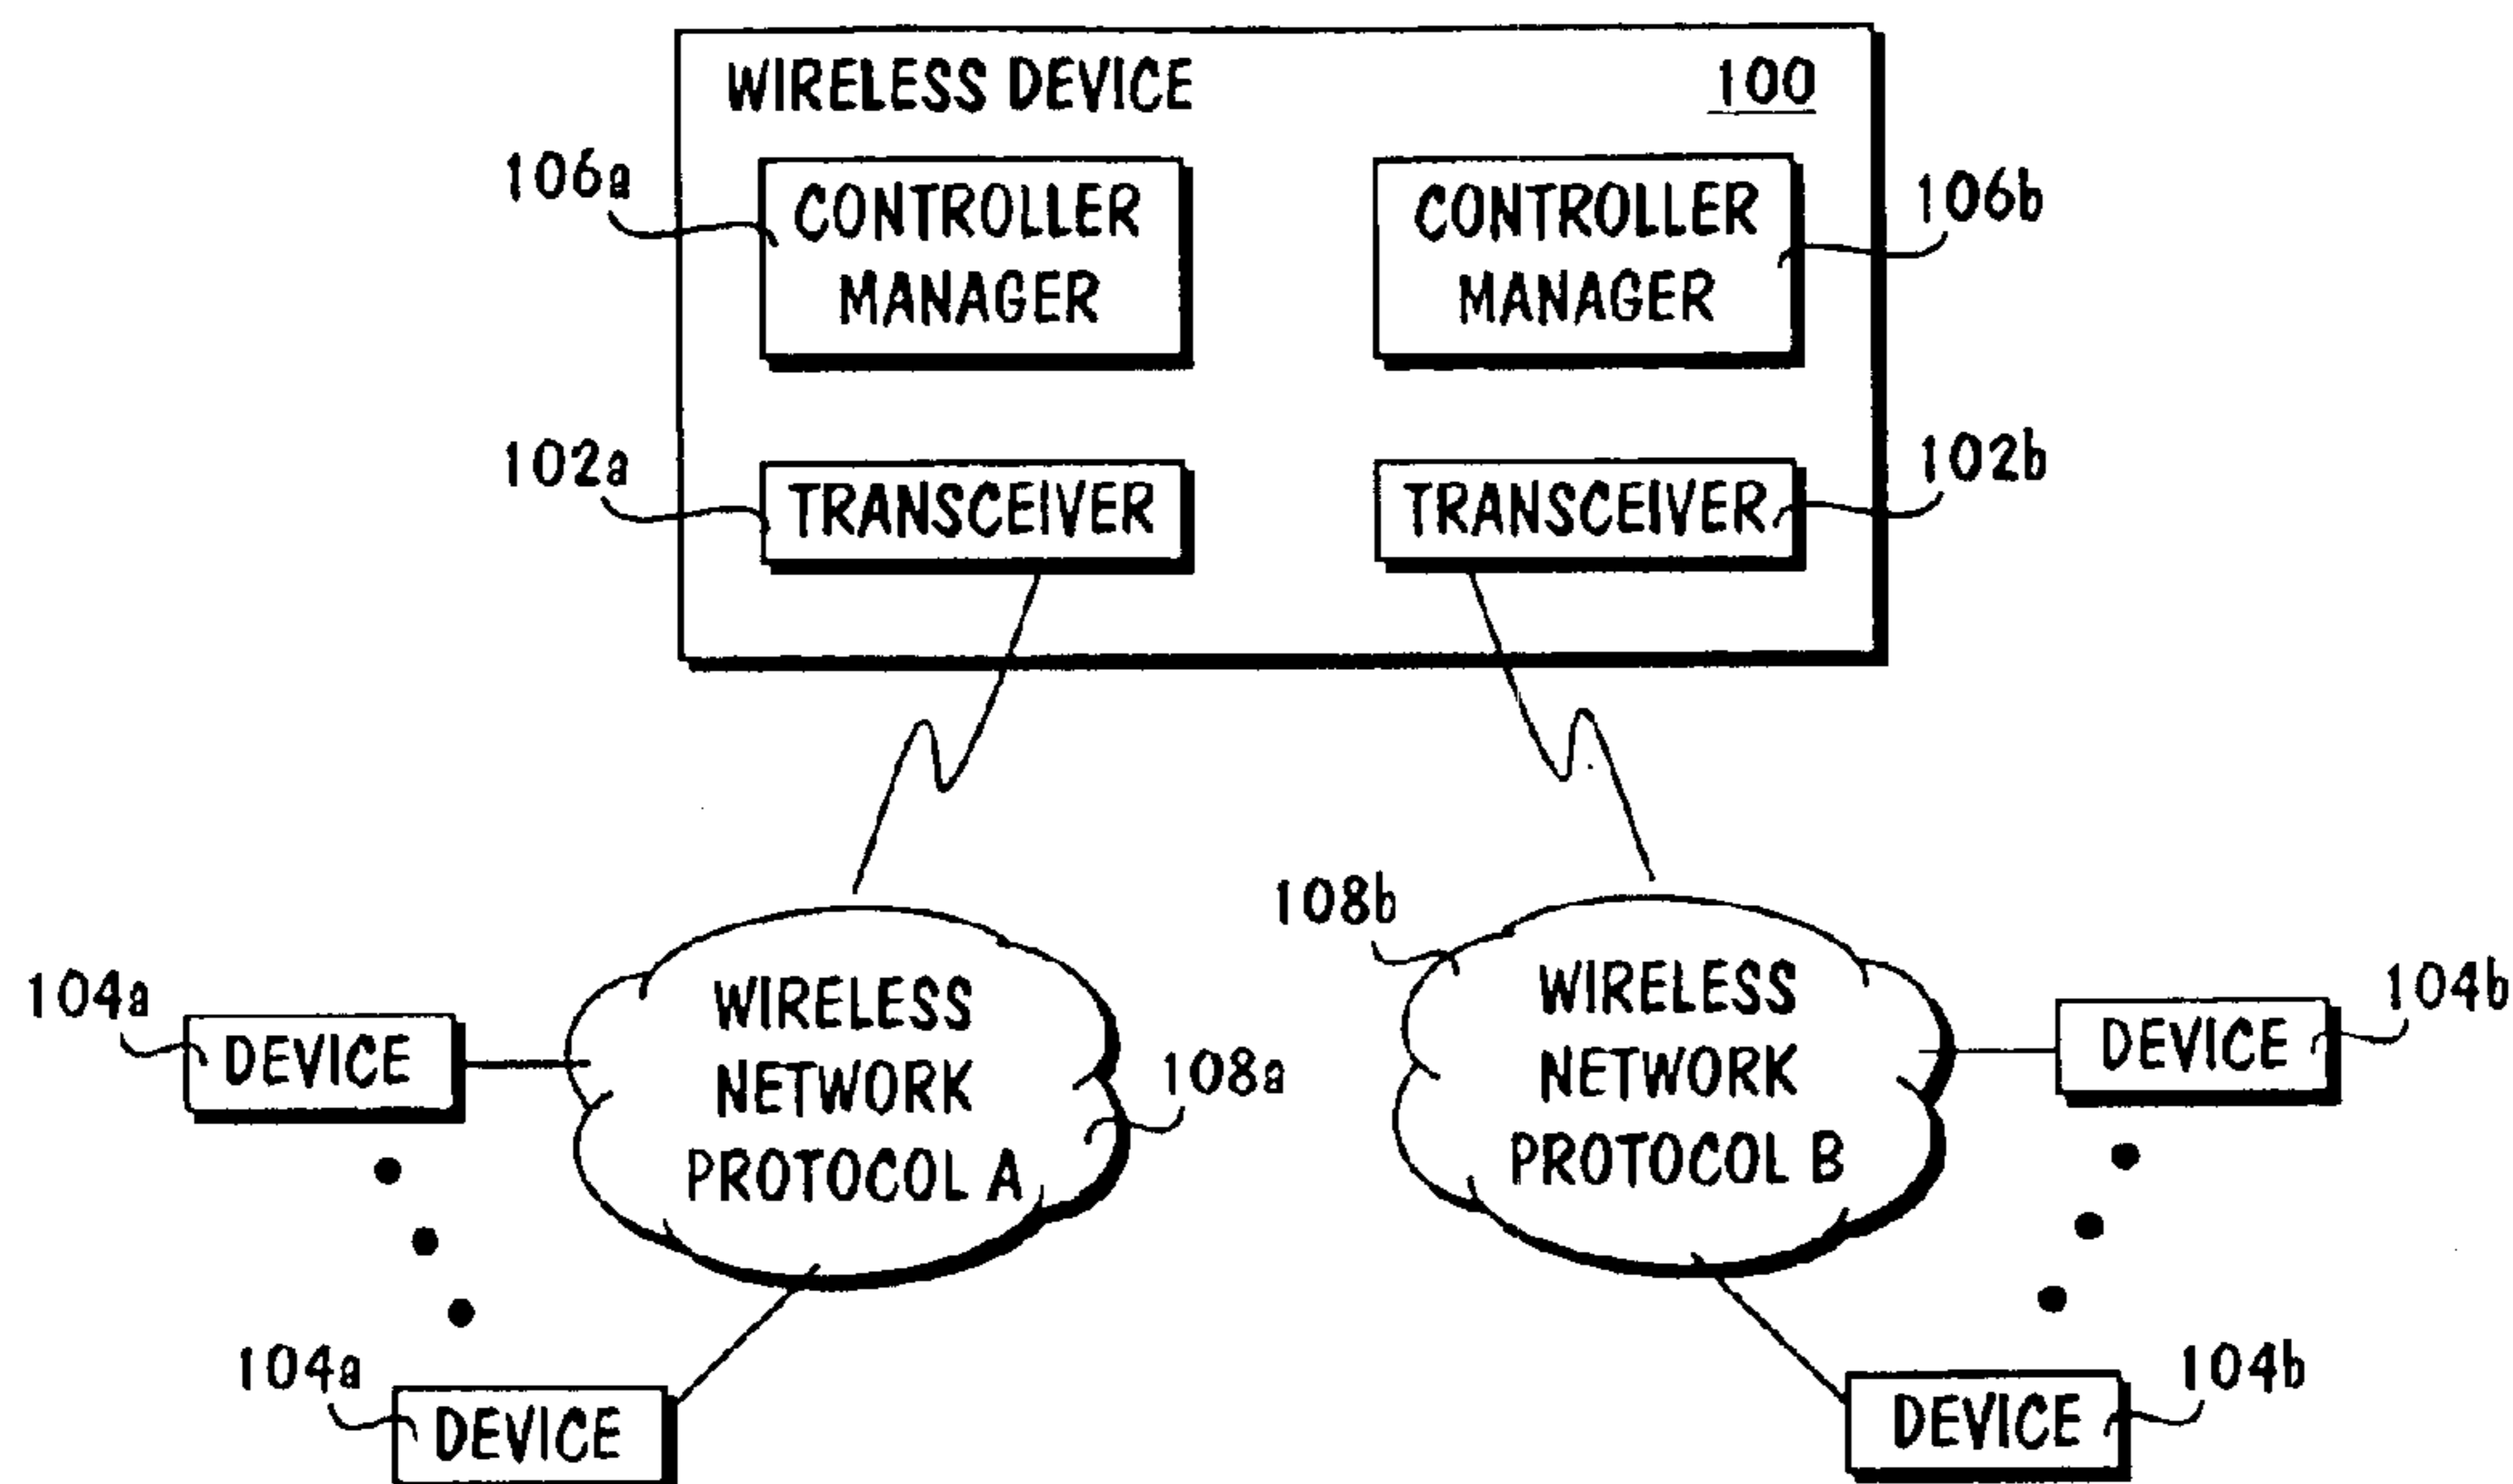 WIRELESS DEVICE
100
106a
CONTROLLER
MANAGER
CONTROLLER
MANAGER
106b
102a
TRANSCEIVER
TRANSCEIVER
102b
108b
104a
DEVICE
WIRELESS
NETWORK
PROTOCOL A
108a
WIRELESS
NETWORK
PROTOCOL B
DEVICE
104b
104a
DEVICE
DEVICE
104b